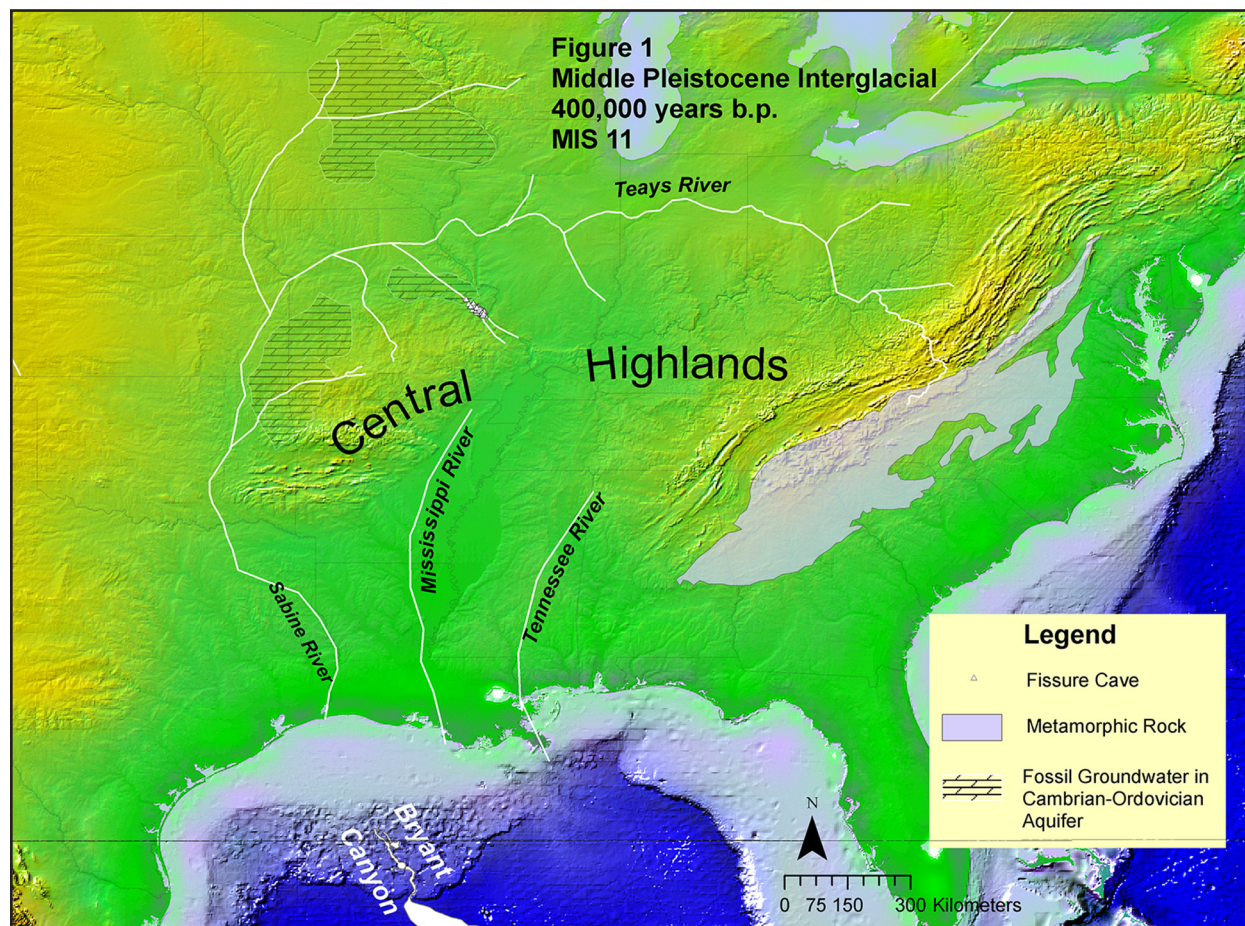 Figure 1
Middle Pleistocene Interglacial
400,000 years b.p.
MIS 11
Teays River
Central
Highlands
Mississippi River
Tennessee River
Sabine River
Bryant
Canyon
Legend
Fissure Cave
Metamorphic Rock
Fossil Groundwater in
Cambrian-Ordovician
Aquifer
N
0 75 150 300 Kilometers